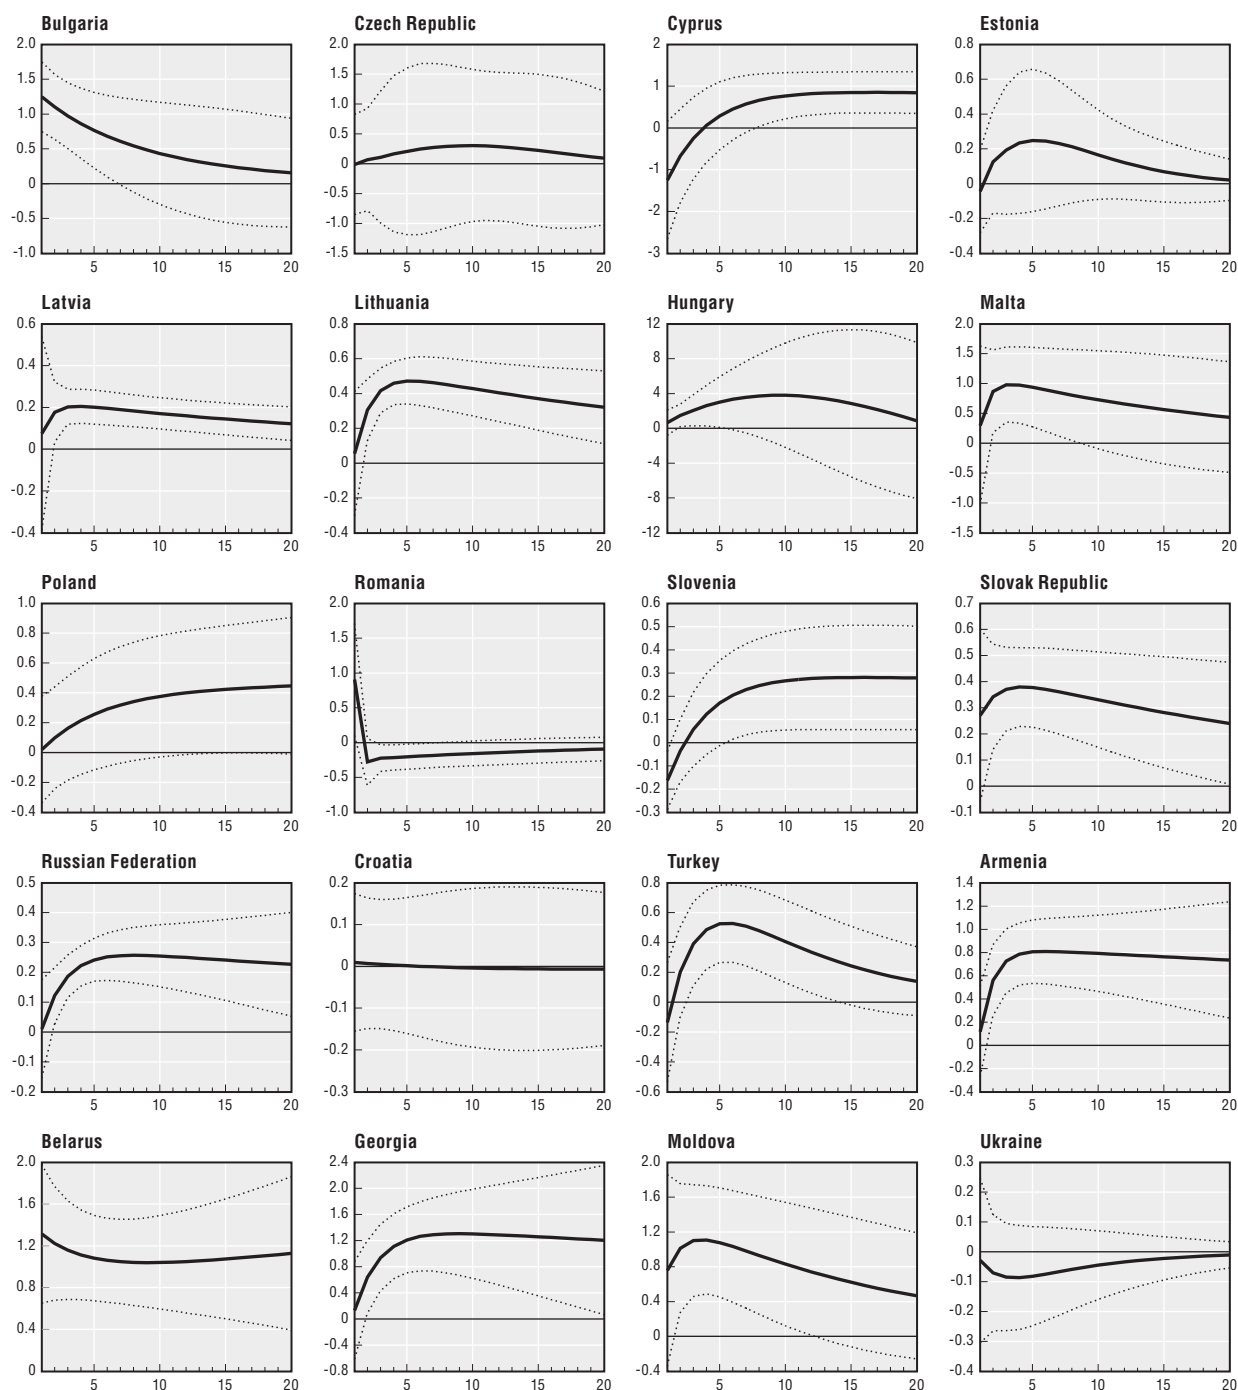 Bulgaria Czech Republic Cyprus Estonia
2.0 2.0 2 0.8
1.5 1.5 1 0.6
1.0 1.0 0 0.4
0.5 0.5 -1 0.2
0 0 -2 0
-0.5 -0.5 -3 -0.2
-1.0 -1.0 -0.4
-1.5
5 10 15 20 5 10 15 20 5 10 15 20 5 10 15 20
Latvia Lithuania Hungary Malta
0.6 0.8 12 2.0
0.4 0.6 8 1.5
0.2 0.4 4 1.0
0 0.2 0 0.5
-0.2 0 -4 0
-0.4 -0.2 -8 -0.5
-0.4 -12 -1.0
-1.5
5 10 15 20 5 10 15 20 5 10 15 20 5 10 15 20
Poland Romania Slovenia Slovak Republic
1.0 2.0 0.6 0.7
0.8 1.5 0.5 0.6
0.6 1.0 0.4 0.5
0.4 0.5 0.3 0.4
0.2 0 0.2 0.3
0 -0.5 0.1 0.2
-0.2 -1.0 0 0.1
-0.4 -0.1 0
-0.2 -0.1
-0.3
5 10 15 20 5 10 15 20 5 10 15 20 5 10 15 20
Russian Federation Croatia Turkey Armenia
0.5 0.2 0.8 1.4
0.4 0.1 0.6 1.2
0.3 0 0.4 1.0
0.2 -0.1 0.2 0.8
0.1 -0.2 0 0.6
0 -0.3 -0.2 0.4
-0.1 -0.4 0.2
-0.2 -0.6 0
-0.2
-0.4
5 10 15 20 5 10 15 20 5 10 15 20 5 10 15 20
Belarus Georgia Moldova Ukraine
2.0 2.4 2.0 0.3
1.6 2.0 1.6 0.2
1.2 1.6 1.2 0.1
0.8 1.2 0.8 0
0.4 0.8 0.4 -0.1
0 0.4 0 -0.2
0 -0.4 -0.3
-0.4 -0.4
-0.8
5 10 15 20 5 10 15 20 5 10 15 20 5 10 15 20